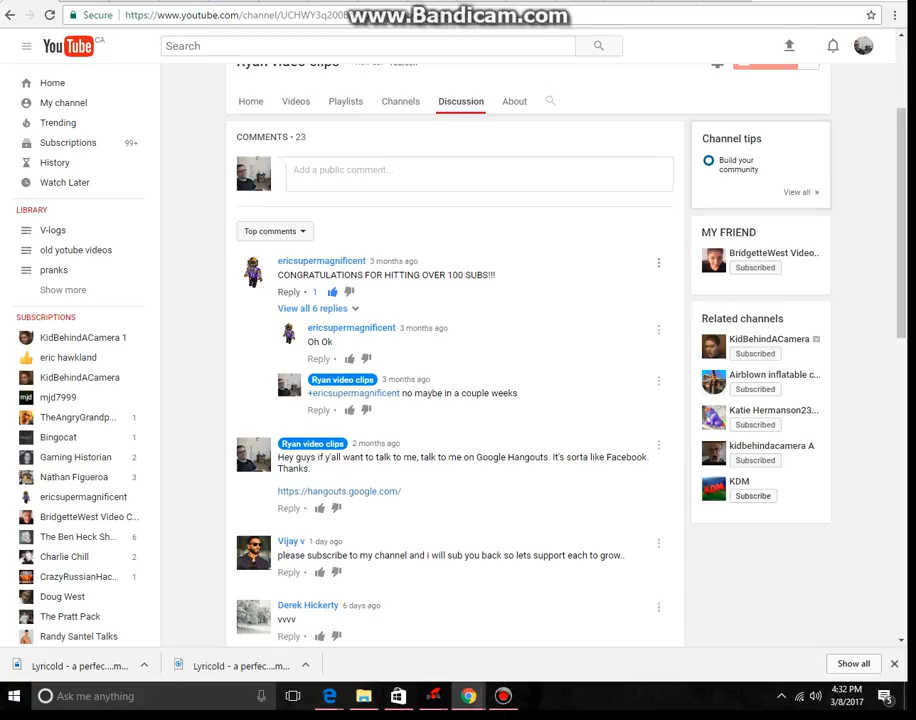 www.Bandicam.com
Secure https://www.youtube.com/channel/UCHWY3q200
YouTube CA
Search
Ryan video clips
Home Videos Playlists Channels Discussion About
COMMENTS • 23
Add a public comment...
Top comments
ericsupermagnificent 3 months ago
CONGRATULATIONS FOR HITTING OVER 100 SUBS!!!
Reply • 1
View all 6 replies
ericsupermagnificent 3 months ago
Oh Ok
Reply •
Ryan video clips 3 months ago
+ericsupermagnificent no maybe in a couple weeks
Reply •
Ryan video clips 2 months ago
Hey guys if y'all want to talk to me, talk to me on Google Hangouts. It's sorta like Facebook.
Thanks.
https://hangouts.google.com/
Reply •
Vijay v 1 day ago
please subscribe to my channel and i will sub you back so lets support each to grow..
Reply •
Derek Hickerty 6 days ago
vvvv
Reply •
Home
My channel
Trending
Subscriptions 99+
History
Watch Later
LIBRARY
V-logs
old yotube videos
pranks
Show more
SUBSCRIPTIONS
KidBehindACamera 1
eric hawkland
KidBehindACamera
mjd7999
TheAngryGrandp... 1
Bingocat 1
Gaming Historian 2
Nathan Figueroa 3
ericsupermagnificent
BridgetteWest Video C...
The Ben Heck Sh... 6
Charlie Chill 2
CrazyRussianHac... 1
Doug West
The Pratt Pack
Randy Santel Talks
Channel tips
Build your
community
View all »
MY FRIEND
BridgetteWest Video..
Subscribed
Related channels
KidBehindACamera
Subscribed
Airblown inflatable c...
Subscribed
Katie Hermanson23...
Subscribed
kidbehindacamera A
Subscribed
KDM
Subscribe
Lyricold - a perfec....m...
Lyricold - a perfec....m...
Show all
Ask me anything
4:32 PM
3/8/2017
5